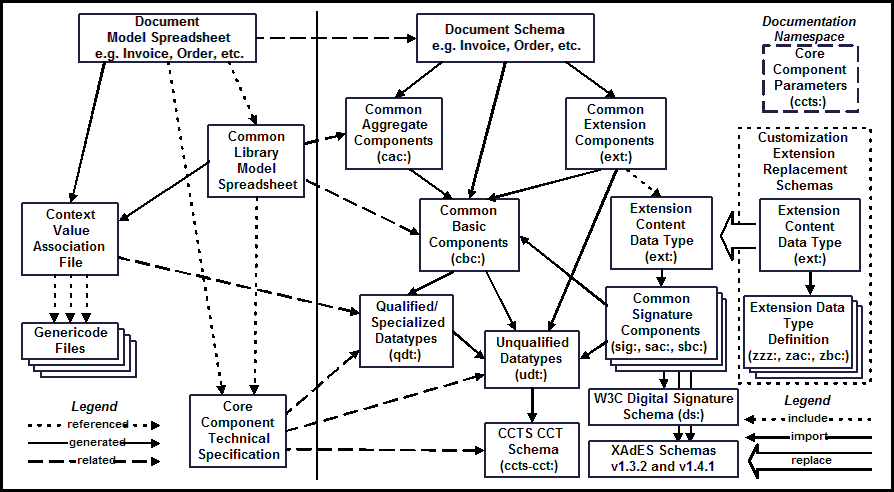 Document
Model Spreadsheet
e.g. Invoice, Order, etc.
Document Schema
e.g. Invoice, Order, etc.
Documentation
Namespace
Core
Component
Parameters
(ccts:)
Common
Aggregate
Components
(cac:)
Common
Extension
Components
(ext:)
Common
Library
Model
Spreadsheet
Customization
Extension
Replacement
Schemas
Context
Value
Association
File
Common
Basic
Components
(cbc:)
Extension
Content
Data Type
(ext:)
Extension
Content
Data Type
(ext:)
Qualified/
Specialized
Datatypes
(qdt:)
Common
Signature
Components
(sig:, sac:, sbc:)
Extension Data
Type
Definition
(zzz:, zac:, zbc:)
Genericode
Files
Unqualified
Datatypes
(udt:)
W3C Digital Signature
Schema (ds:)
Core
Component
Technical
Specification
CCTS CCT
Schema
(ccts-cct:)
XAdES Schemas
v1.3.2 and v1.4.1
Legend
referenced
generated
related
Legend
include
import
replace